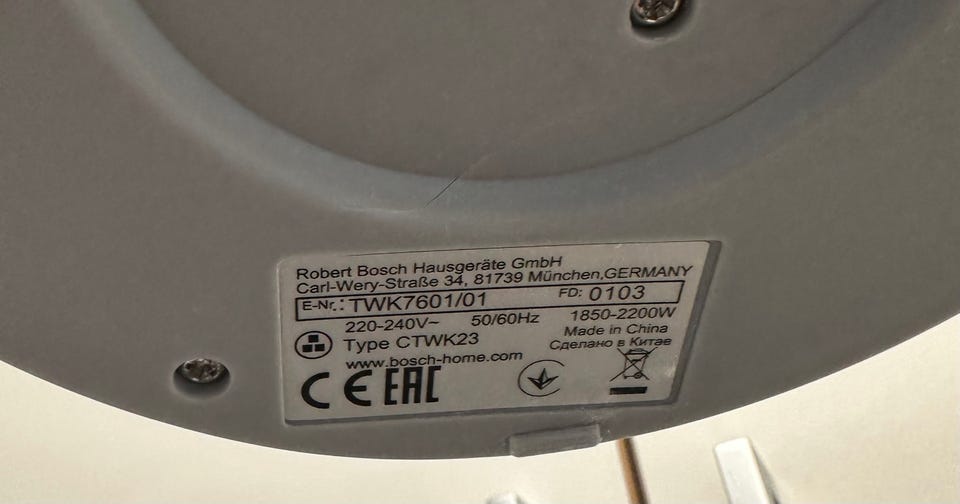 Robert Bosch Hausgeräte GmbH
Carl-Wery-Straße 34, 81739 München,GERMANY
E-Nr.: TWK7601/01 FD: 0103
220-240V~ 50/60Hz 1850-2200W
Type CTWK23 Made in China
Сделано в Китае
www.bosch-home.com
CE EAC